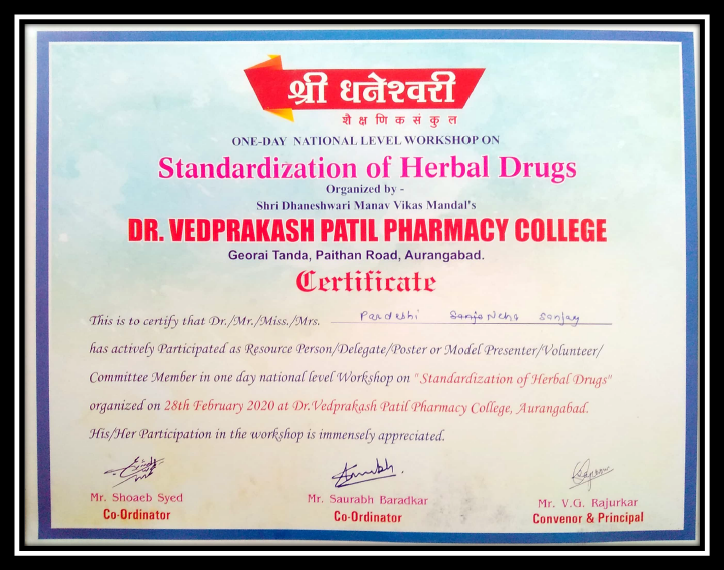 श्री धनेश्वरी
शैक्षणिक संकुल
ONE-DAY NATIONAL LEVEL WORKSHOP ON
Standardization of Herbal Drugs
Organized by -
Shri Dhaneshwari Manav Vikas Mandal's
DR. VEDPRAKASH PATIL PHARMACY COLLEGE
Georai Tanda, Paithan Road, Aurangabad.
Certificate
This is to certify that Dr./Mr./Miss./Mrs. Pardeshi Sanjay
has actively Participated as Resource Person/Delegate/Poster or Model Presenter/Volunteer/
Committee Member in one day national level Workshop on "Standardization of Herbal Drugs"
organized on 28th February 2020 at Dr.Vedprakash Patil Pharmacy College, Aurangabad.
His/Her Participation in the workshop is immensely appreciated.
Mr. Shoaeb Syed
Co-Ordinator
Mr. Saurabh Baradkar
Co-Ordinator
Mr. V.G. Rajurkar
Convenor & Principal